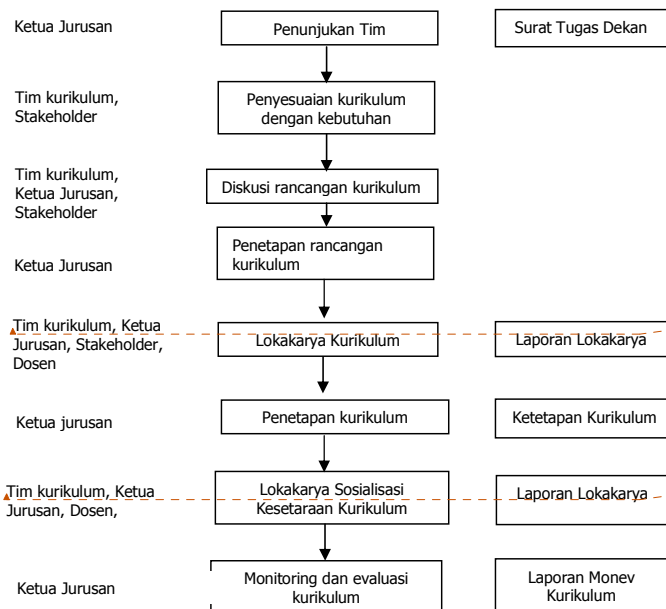 Ketua Jurusan
Penunjukan Tim
Surat Tugas Dekan
Tim kurikulum,
Stakeholder
Penyesuaian kurikulum
dengan kebutuhan
Tim kurikulum,
Ketua Jurusan,
Stakeholder
Diskusi rancangan kurikulum
Ketua Jurusan
Penetapan rancangan
kurikulum
Tim kurikulum, Ketua
Jurusan, Stakeholder,
Dosen
Lokakarya Kurikulum
Laporan Lokakarya
Ketua jurusan
Penetapan kurikulum
Ketetapan Kurikulum
Tim kurikulum, Ketua
Jurusan, Dosen,
Lokakarya Sosialisasi
Kesetaraan Kurikulum
Laporan Lokakarya
Ketua Jurusan
Monitoring dan evaluasi
kurikulum
Laporan Monev
Kurikulum